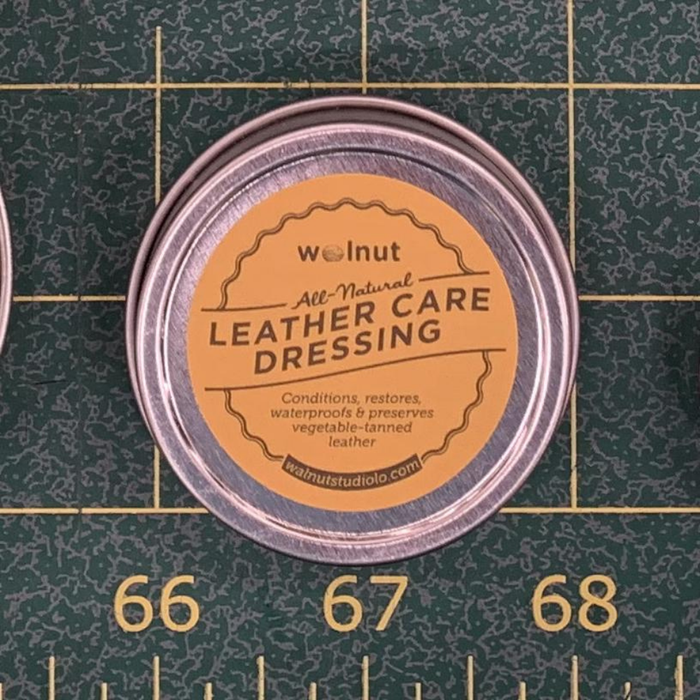 walnut
All-Natural
LEATHER CARE
DRESSING
Conditions, restores,
waterproofs & preserves
vegetable-tanned
leather
walnutstudiolo.com
66 67 68